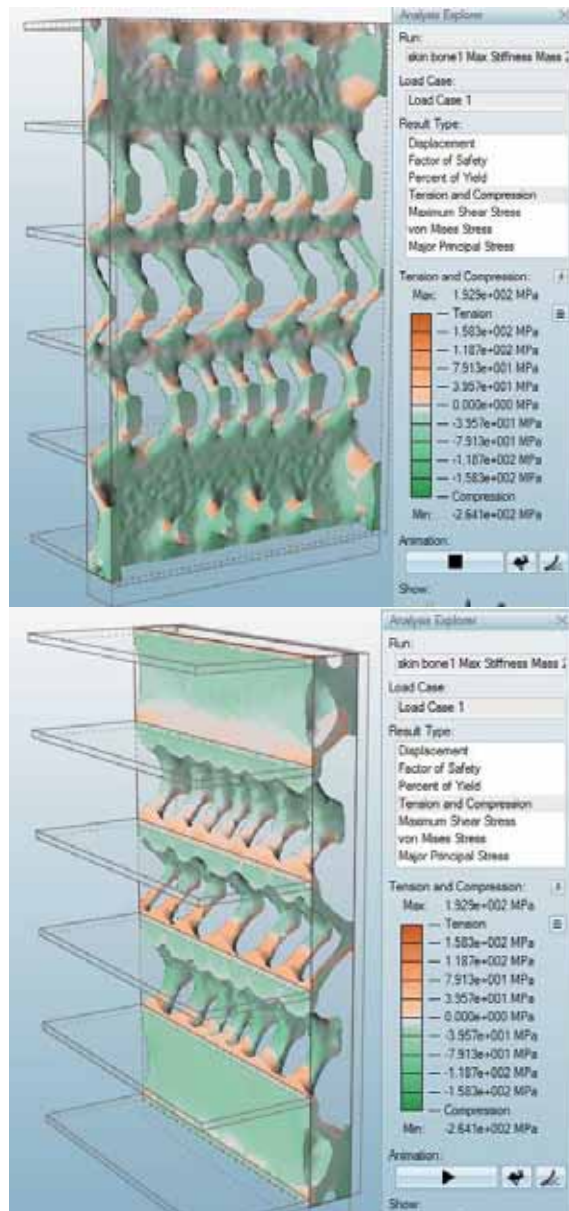 Analysis Explorer
Run:
skin bone1 Max Stiffness Mass 2
Load Case:
Load Case 1
Result Type:
Displacement
Factor of Safety
Percent of Yield
Tension and Compression
Maximum Shear Stress
von Mises Stress
Major Principal Stress
Tension and Compression:
Max: 1.929e+002 MPa
Tension
1.583e+002 MPa
1.187e+002 MPa
7.913e+001 MPa
3.957e+001 MPa
0.000e+000 MPa
-3.957e+001 MPa
-7.913e+001 MPa
-1.187e+002 MPa
-1.583e+002 MPa
Compression
Min: -2.641e+002 MPa
Animation:
Show:
Analysis Explorer
Run:
skin bone1 Max Stiffness Mass 2
Load Case:
Load Case 1
Result Type:
Displacement
Factor of Safety
Percent of Yield
Tension and Compression
Maximum Shear Stress
von Mises Stress
Major Principal Stress
Tension and Compression:
Max: 1.929e+002 MPa
Tension
1.583e+002 MPa
1.187e+002 MPa
7.913e+001 MPa
3.957e+001 MPa
0.000e+000 MPa
-3.957e+001 MPa
-7.913e+001 MPa
-1.187e+002 MPa
-1.583e+002 MPa
Compression
Min: -2.641e+002 MPa
Animation:
Show: